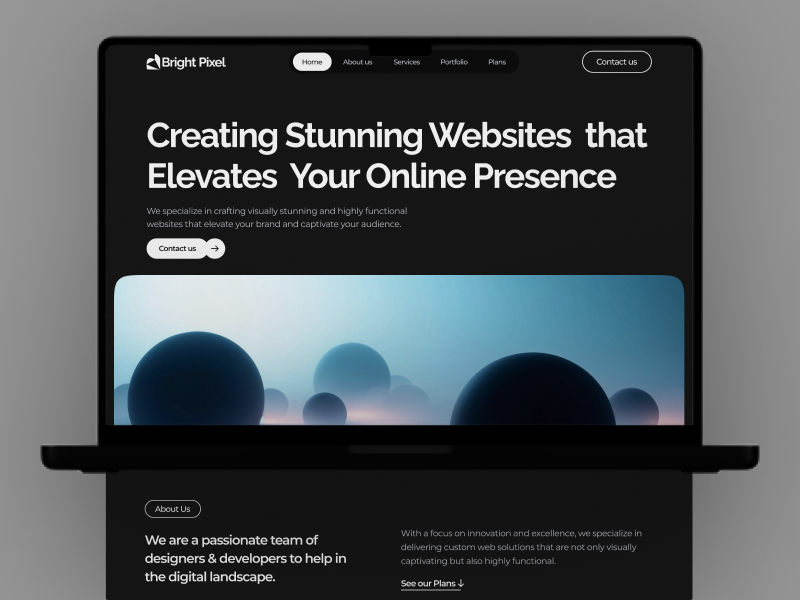 Bright Pixel
Home
About us
Services
Portfolio
Plans
Contact us
Creating Stunning Websites that
Elevates Your Online Presence
We specialize in crafting visually stunning and highly functional
websites that elevate your brand and captivate your audience.
Contact us
About Us
We are a passionate team of
designers & developers to help in
the digital landscape.
With a focus on innovation and excellence, we specialize in
delivering custom web solutions that are not only visually
captivating but also highly functional.
See our Plans